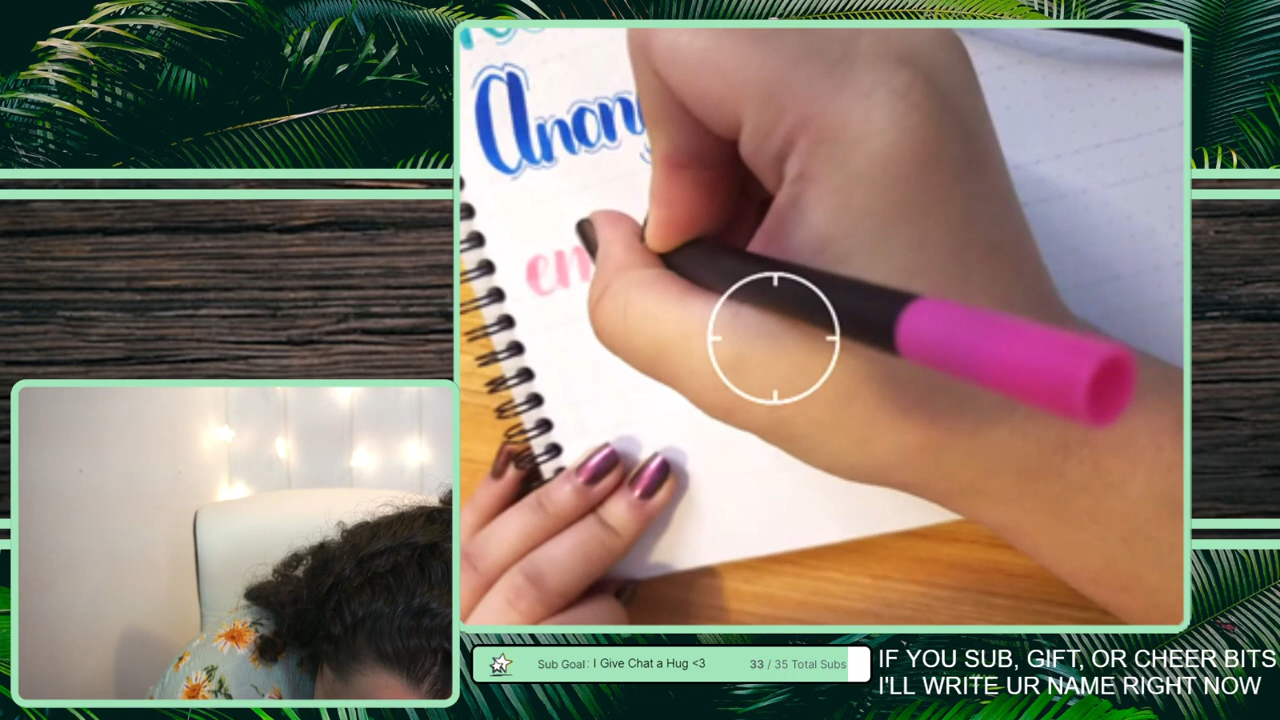 Anony
en
Sub Goal: I Give Chat a Hug <3 33 / 35 Total Subs
IF YOU SUB, GIFT, OR CHEER BITS
I'LL WRITE UR NAME RIGHT NOW